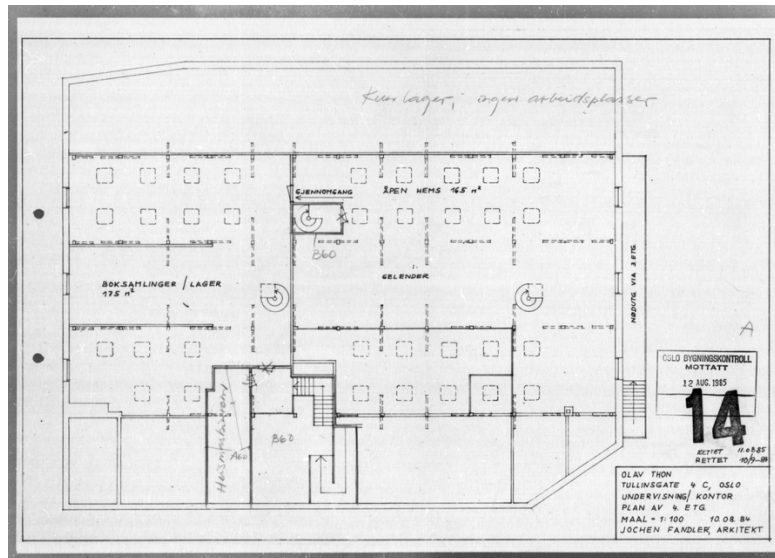 Kun lager, ingen arbeidsplasser
GJENNOMGANG
ÅPEN HEMS 165 m²
B60
BOKSAMLINGER / LAGER
175 m²
GELENDER
NØDUTG VIA 3.ETG.
A
OSLO BYGNINGSKONTROLL
MOTTATT
12 AUG. 1985
14
RETTET 11.08.85
RETTET 10/9-84
Heismaskinrom
A60
B60
OLAV THON
TULLINSGATE 4 C, OSLO
UNDERVISNING/ KONTOR
PLAN AV 4. ETG.
MAAL = 1:100 10.08.84
JOCHEN FANDLER, ARKITEKT